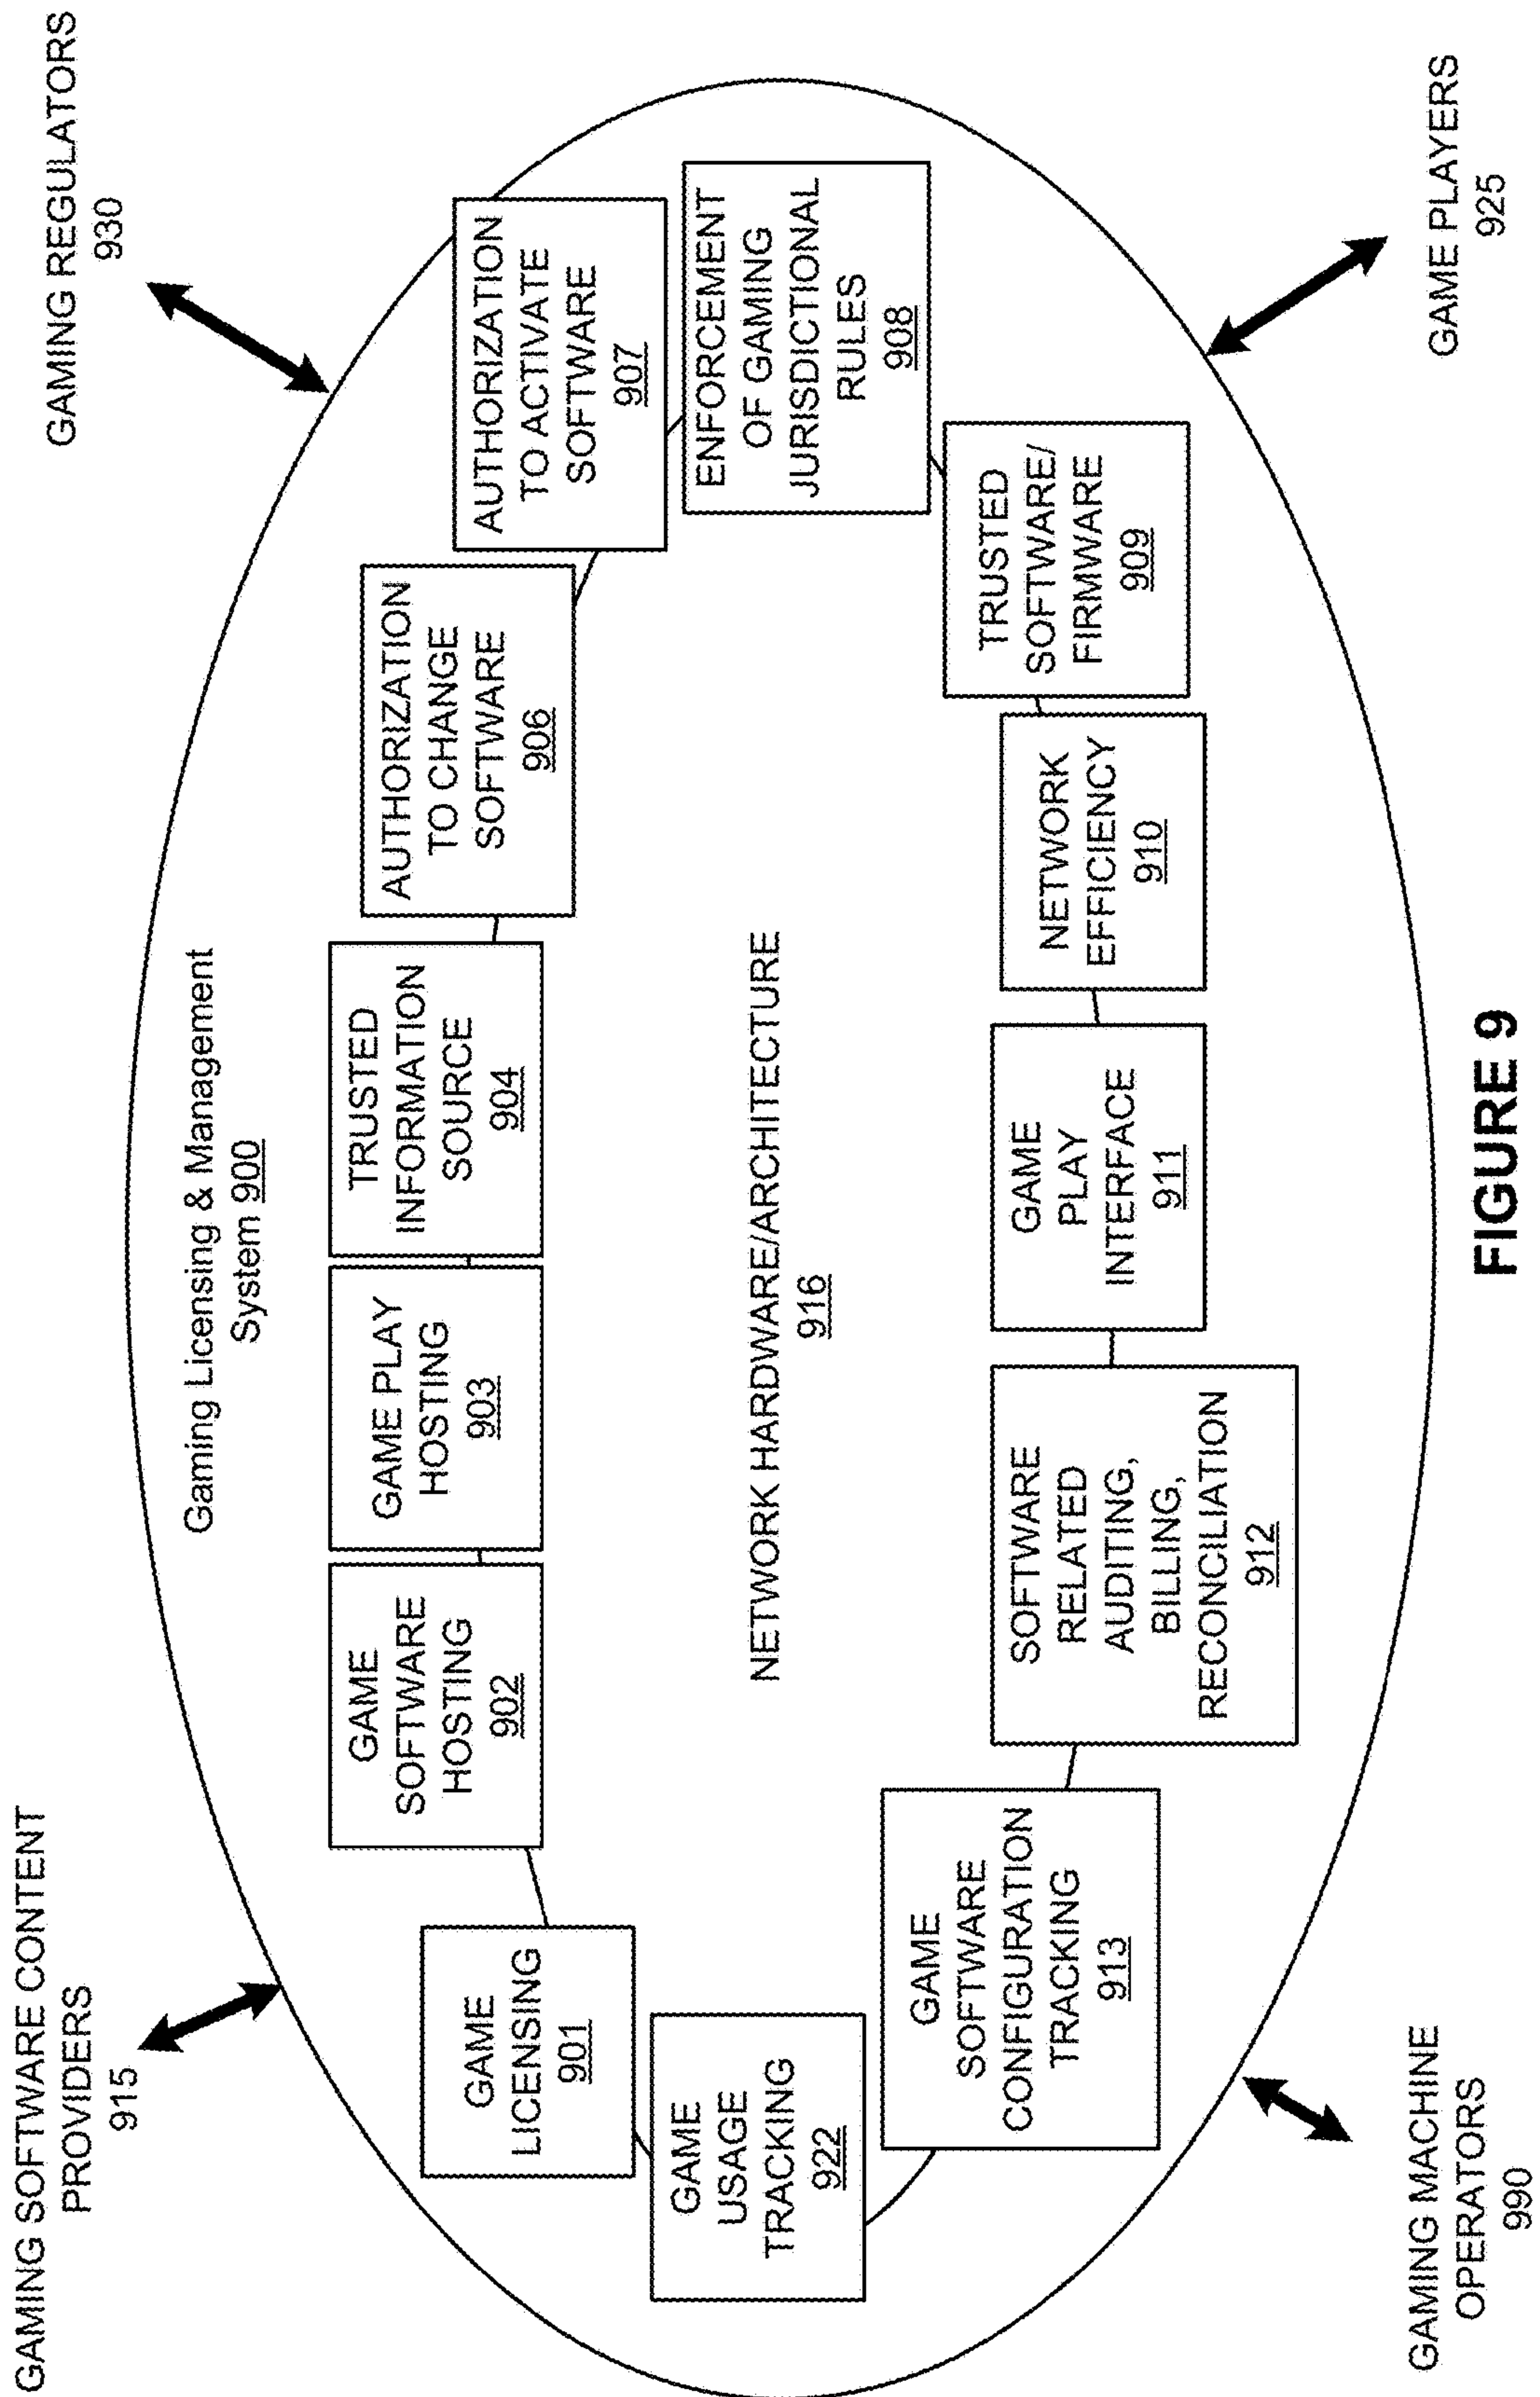 GAMING SOFTWARE CONTENT
PROVIDERS
915
GAMING REGULATORS
930
Gaming Licensing & Management
System 900
GAME
LICENSING
901
GAME
SOFTWARE
HOSTING
902
GAME PLAY
HOSTING
903
TRUSTED
INFORMATION
SOURCE
904
AUTHORIZATION
TO CHANGE
SOFTWARE
906
AUTHORIZATION
TO ACTIVATE
SOFTWARE
907
GAME
USAGE
TRACKING
922
NETWORK HARDWARE/ARCHITECTURE
916
ENFORCEMENT
OF GAMING
JURISDICTIONAL
RULES
908
GAME
SOFTWARE
CONFIGURATION
TRACKING
913
SOFTWARE
RELATED
AUDITING,
BILLING,
RECONCILIATION
912
GAME
PLAY
INTERFACE
911
NETWORK
EFFICIENCY
910
TRUSTED
SOFTWARE/
FIRMWARE
909
GAMING MACHINE
OPERATORS
990
GAME PLAYERS
925
FIGURE 9